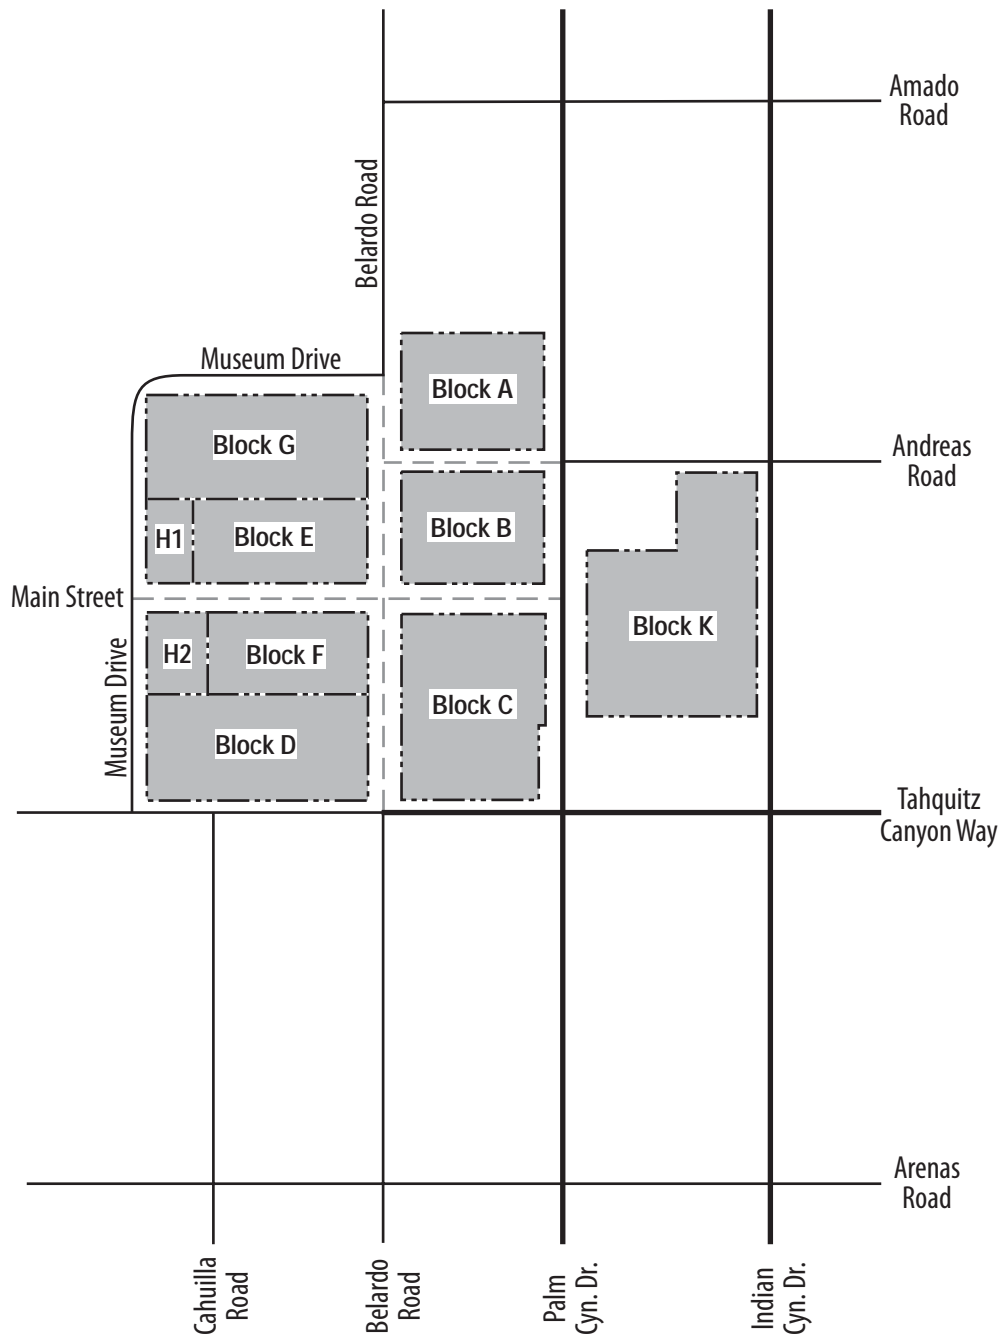 Amado
Road
Belardo Road
Museum Drive
Block A
Block G
Andreas
Road
Block B
H1
Block E
Main Street
Block K
H2
Block F
Museum Drive
Block C
Block D
Tahquitz
Canyon Way
Arenas
Road
Cahuilla
Road
Belardo
Road
Palm
Cyn. Dr.
Indian
Cyn. Dr.